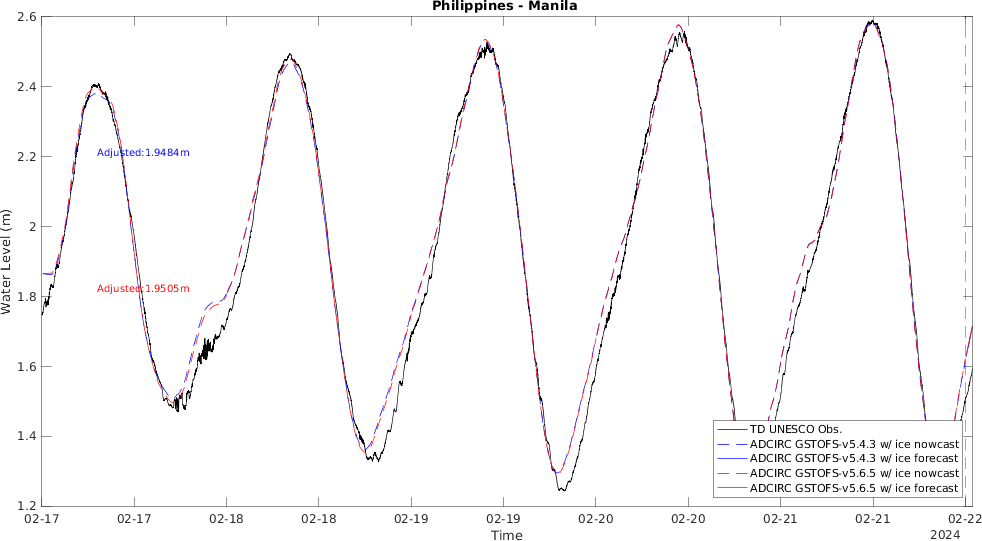 Philippines - Manila
2.6
2.4
2.2
2
1.8
1.6
1.4
1.2
Water Level (m)
Adjusted:1.9484m
Adjusted:1.9505m
TD UNESCO Obs.
ADCIRC GSTOFS-v5.4.3 w/ ice nowcast
ADCIRC GSTOFS-v5.4.3 w/ ice forecast
ADCIRC GSTOFS-v5.6.5 w/ ice nowcast
ADCIRC GSTOFS-v5.6.5 w/ ice forecast
02-17 02-17 02-18 02-18 02-19 02-19 02-20 02-20 02-21 02-21 02-22
Time
2024